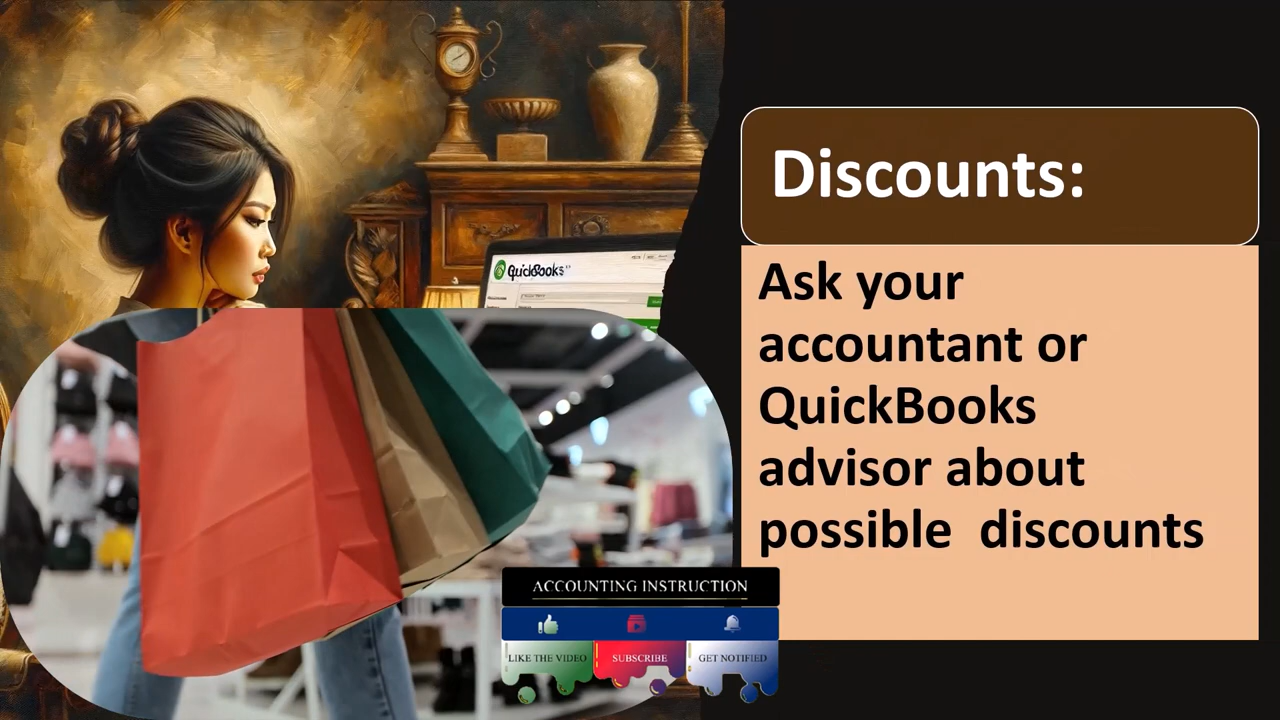 Discounts:
Ask your
accountant or
QuickBooks
advisor about
possible  discounts
QuickBooks
ACCOUNTING INSTRUCTION
LIKE THE VIDEO
SUBSCRIBE
GET NOTIFIED